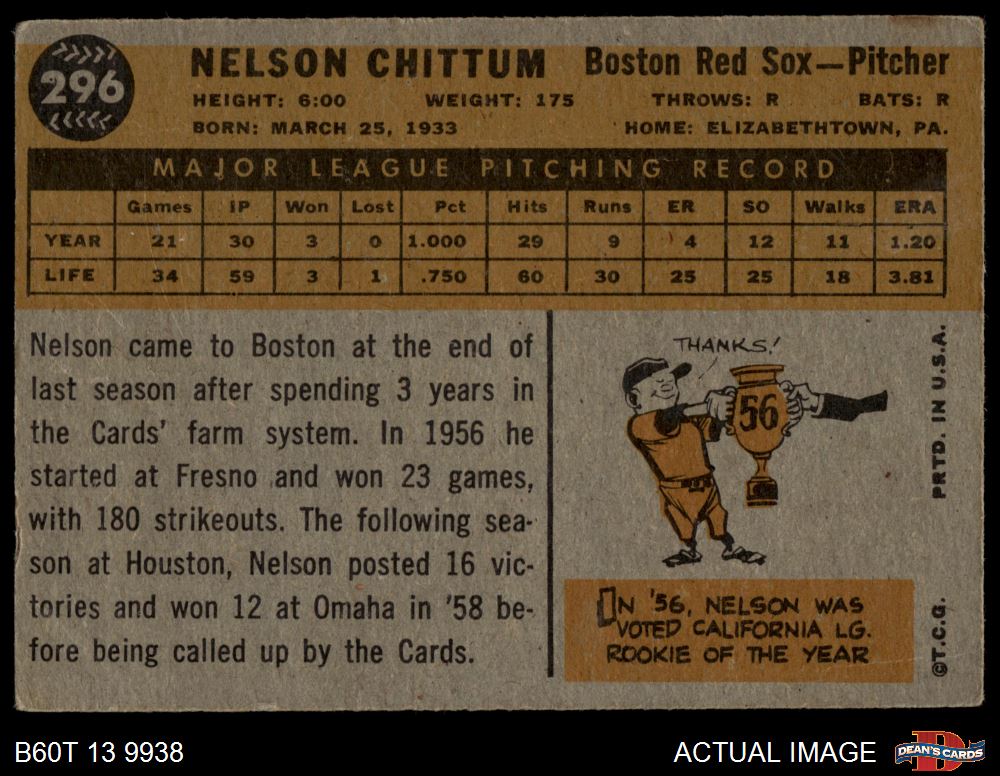 296
NELSON CHITTUM Boston Red Sox—Pitcher
HEIGHT: 6:00 WEIGHT: 175 THROWS: R BATS: R
BORN: MARCH 25, 1933 HOME: ELIZABETHTOWN, PA.
MAJOR LEAGUE PITCHING RECORD
Games IP Won Lost Pct Hits Runs ER SO Walks ERA
YEAR 21 30 3 0 1.000 29 9 4 12 11 1.20
LIFE 34 59 3 1 .750 60 30 25 25 18 3.81
Nelson came to Boston at the end of
last season after spending 3 years in
the Cards' farm system. In 1956 he
started at Fresno and won 23 games,
with 180 strikeouts. The following sea-
son at Houston, Nelson posted 16 vic-
tories and won 12 at Omaha in '58 be-
fore being called up by the Cards.
THANKS!
56
IN '56, NELSON WAS
VOTED CALIFORNIA LG.
ROOKIE OF THE YEAR
©T.C.G. PRTD. IN U.S.A.
B60T 13 9938 ACTUAL IMAGE DEAN'S CARDS